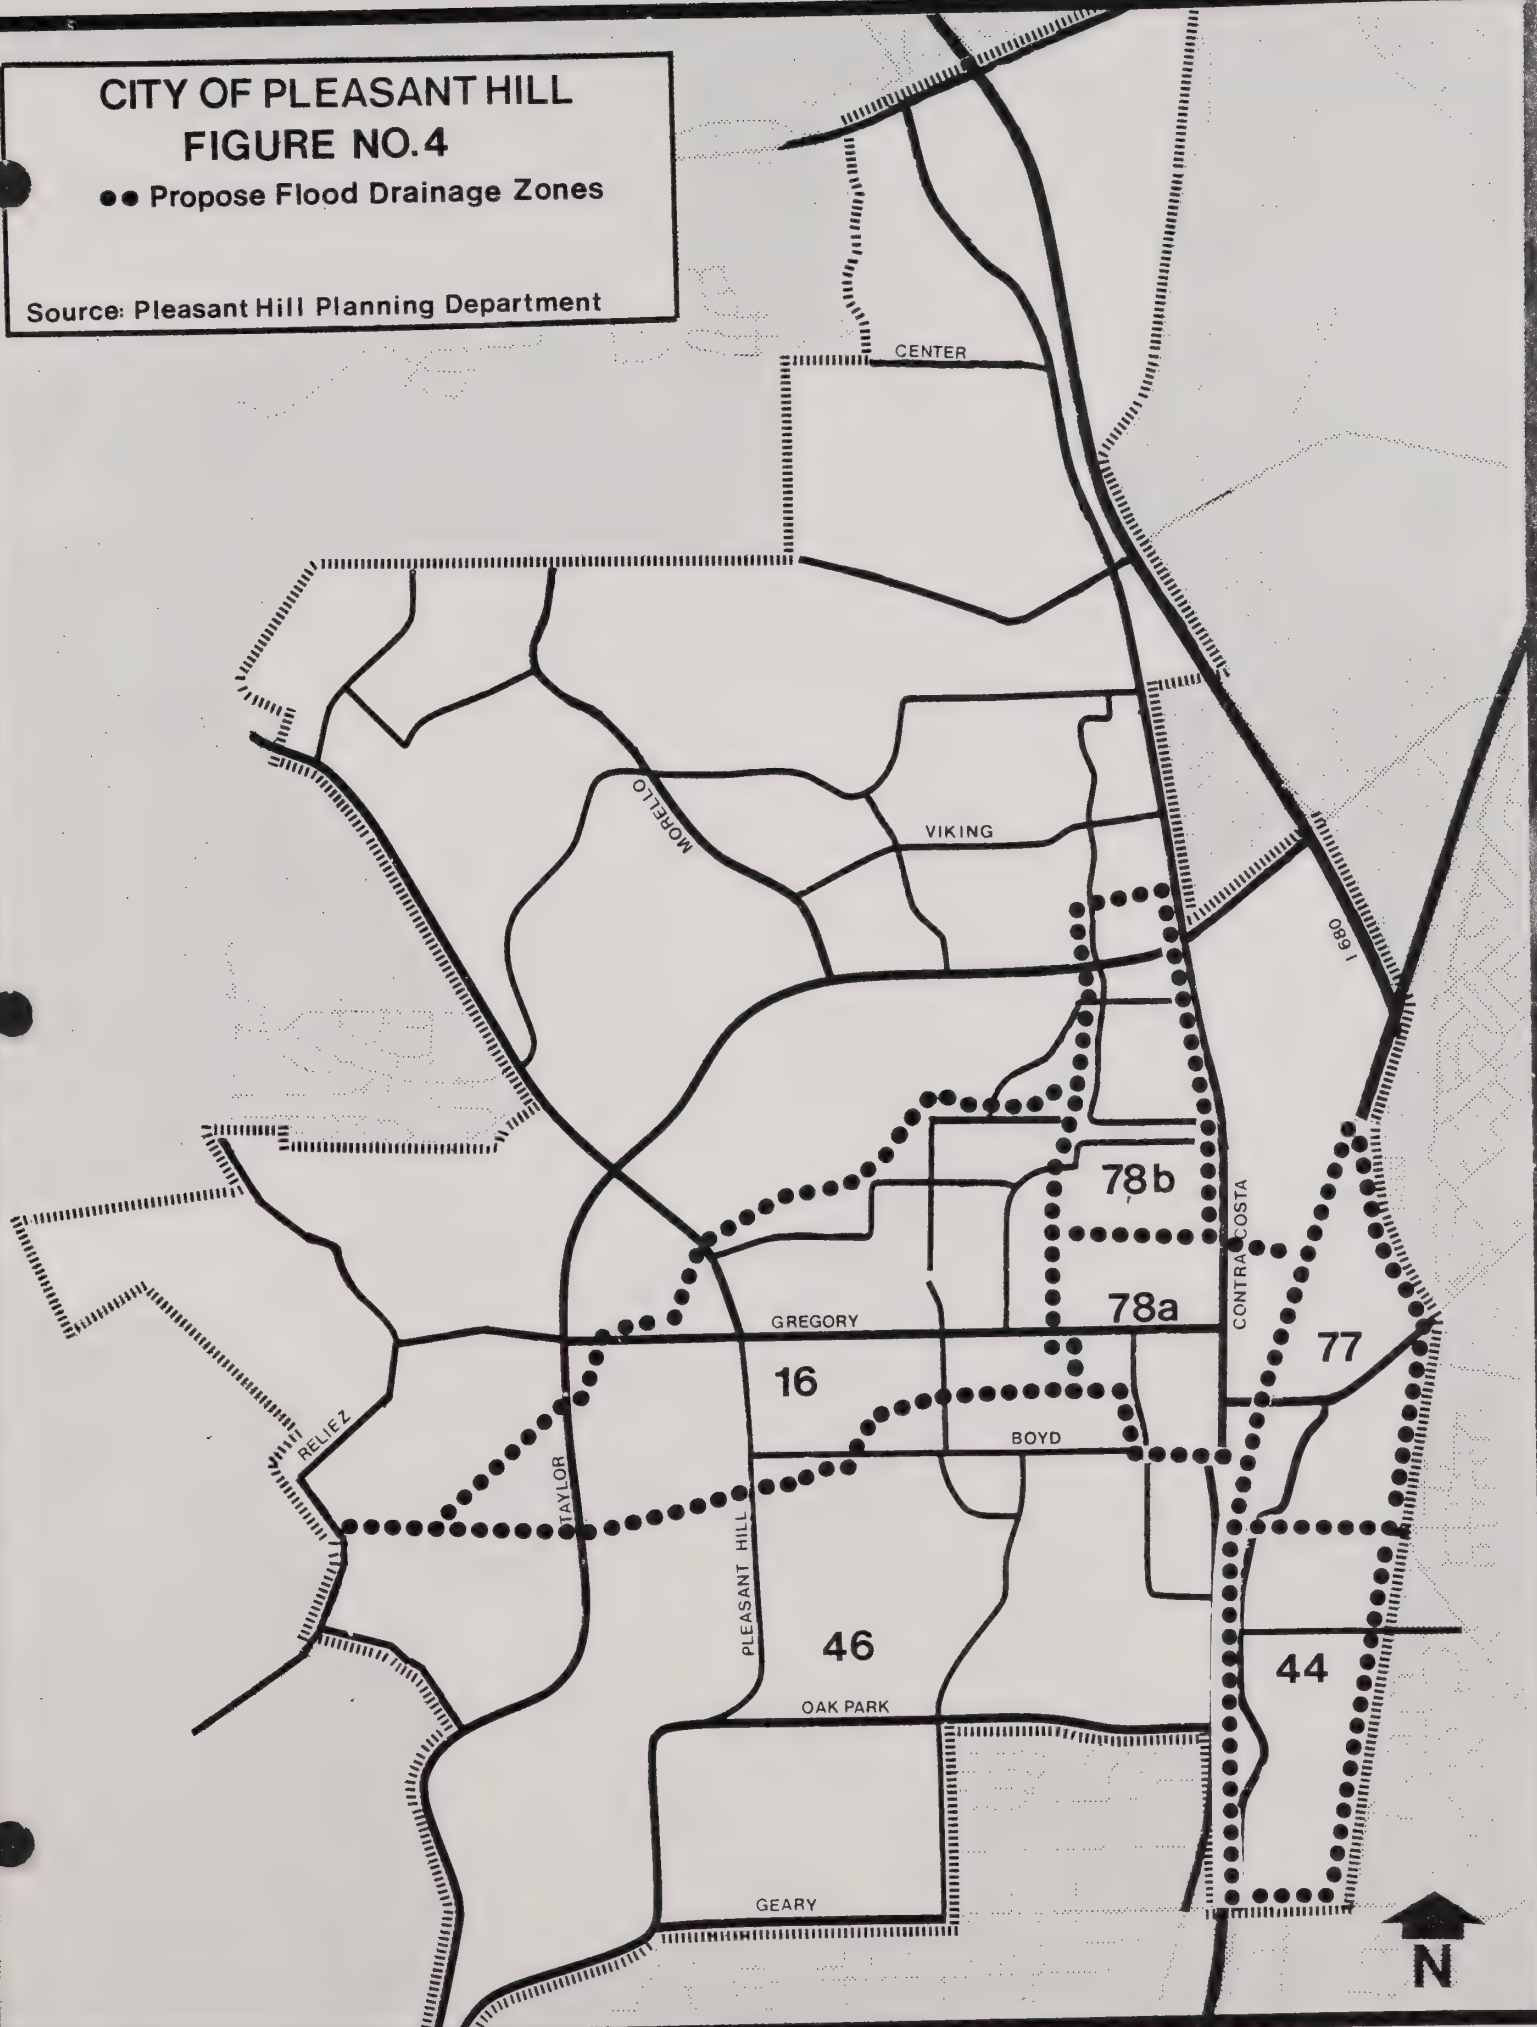 CITY OF PLEASANT HILL
FIGURE NO.4
●● Propose Flood Drainage Zones
Source: Pleasant Hill Planning Department
CENTER
MORELLO
VIKING
I 680
78b
CONTRA COSTA
78a
GREGORY
77
16
RELIEZ
BOYD
TAYLOR
PLEASANT HILL
46
44
OAK PARK
GEARY
N